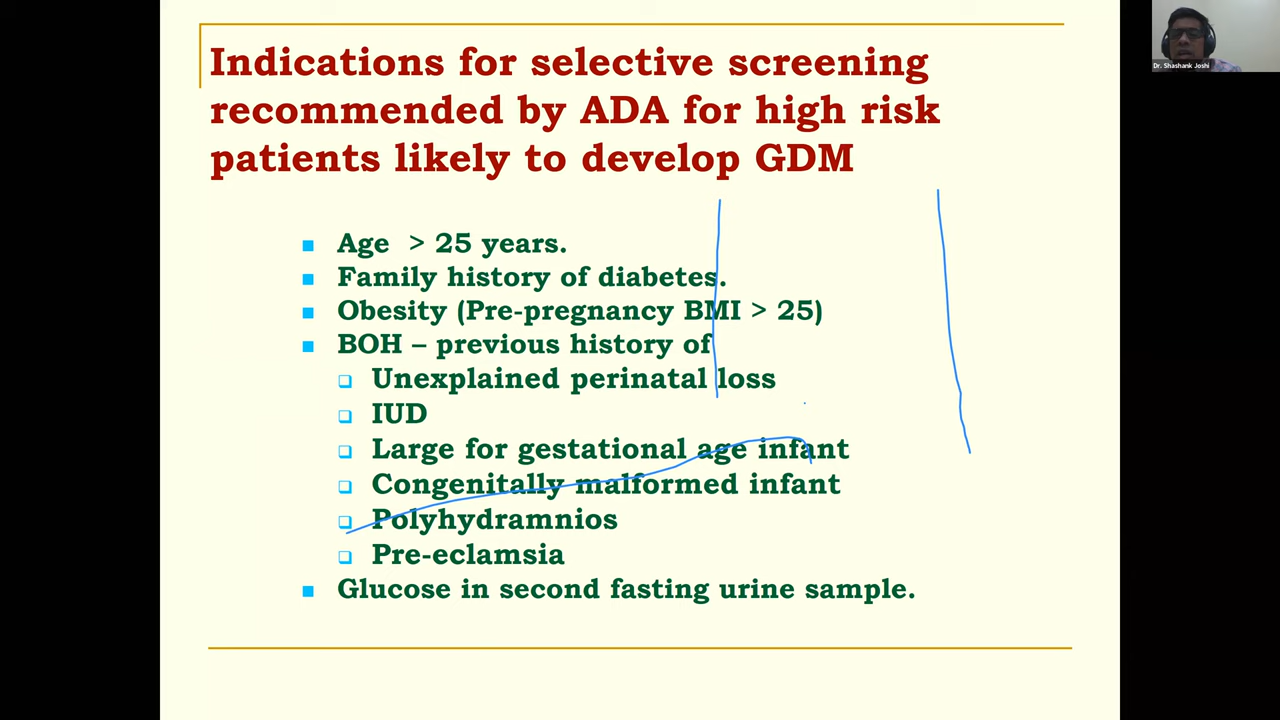 Indications for selective screening
recommended by ADA for high risk
patients likely to develop GDM
Age > 25 years.
Family history of diabetes.
Obesity (Pre-pregnancy BMI > 25)
BOH – previous history of
Unexplained perinatal loss
IUD
Large for gestational age infant
Congenitally malformed infant
Polyhydramnios
Pre-eclamsia
Glucose in second fasting urine sample.
Dr. Shashank Joshi